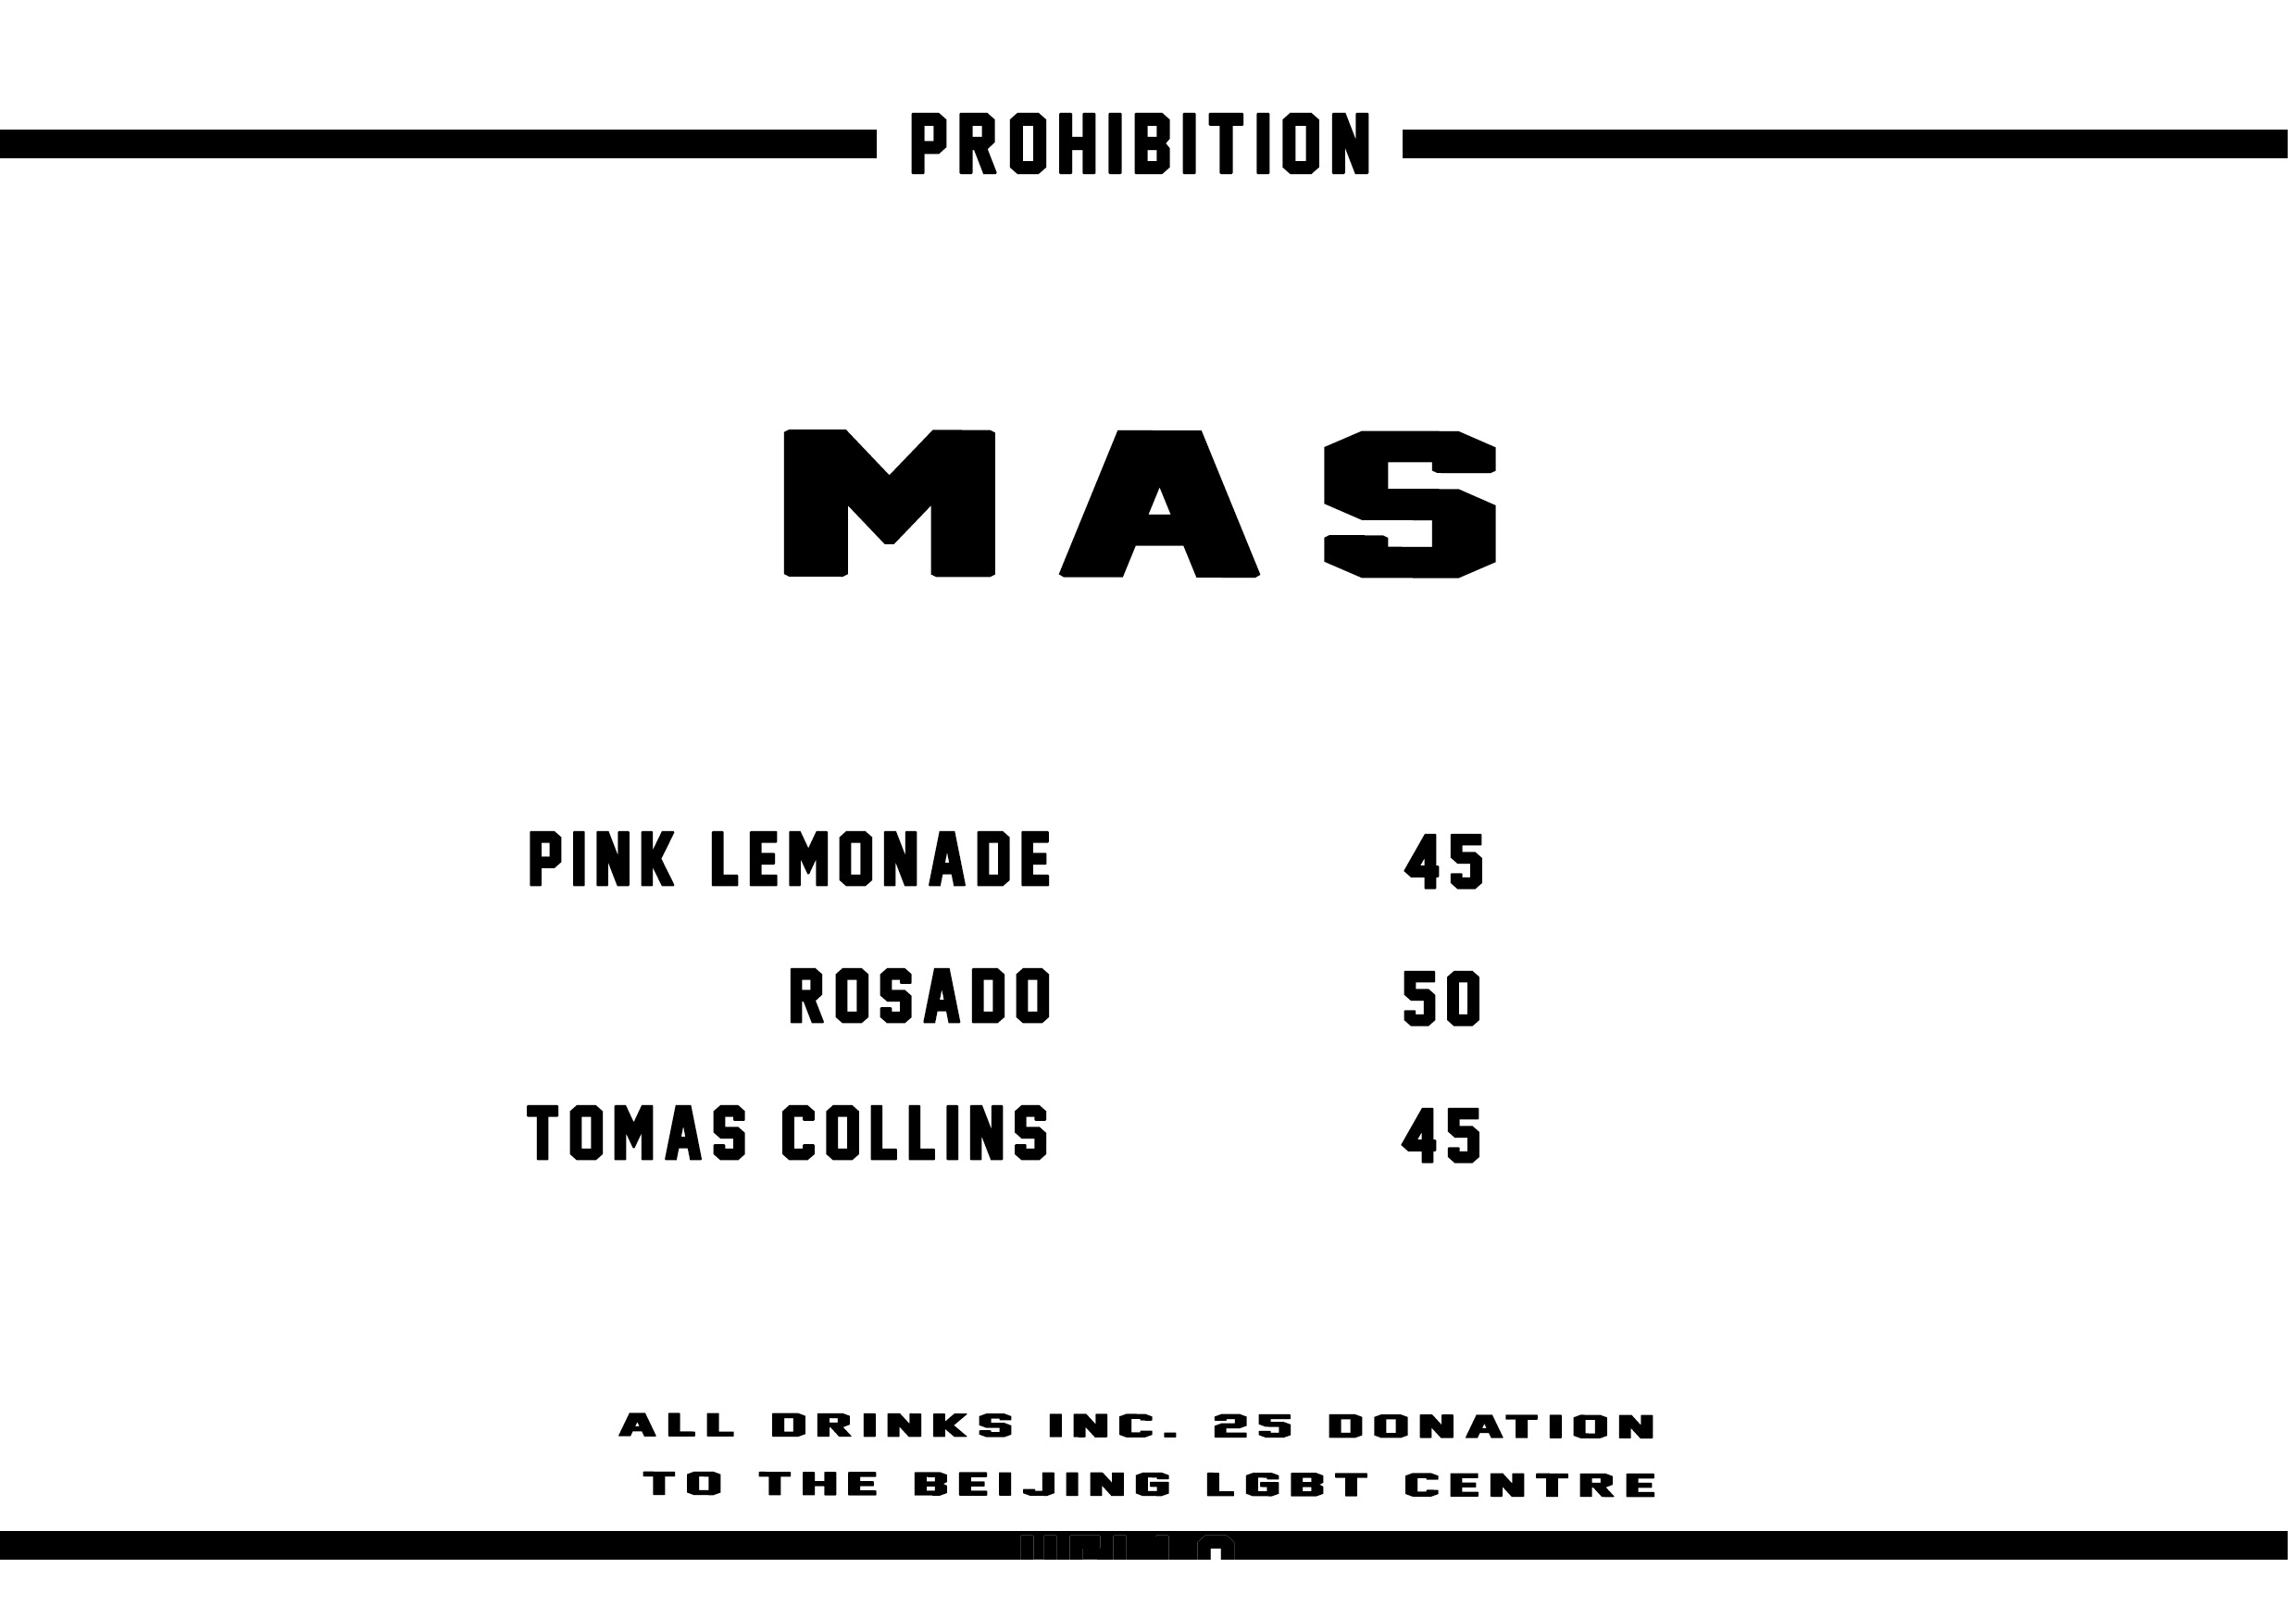 PROHIBITION
MAS
PINK LEMONADE 45
ROSADO 50
TOMAS COLLINS 45
ALL DRINKS INC. 25 DONATION
TO THE BEIJING LGBT CENTRE